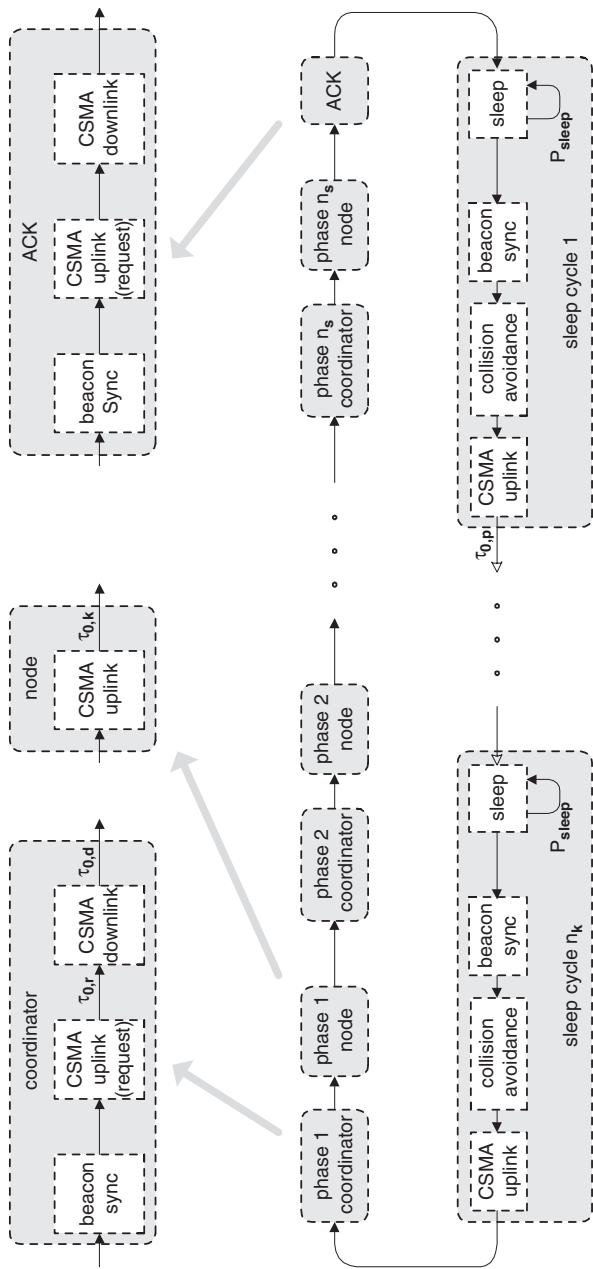 coordinator
beacon
sync
CSMA
uplink
(request)
τ0,r
CSMA
downlink
τ0,d
node
CSMA
uplink
τ0,k
ACK
beacon
Sync
CSMA
uplink
(request)
CSMA
downlink
phase 1
coordinator
phase 1
node
phase 2
coordinator
phase 2
node
phase ns
coordinator
phase ns
node
ACK
CSMA
uplink
collision
avoidance
beacon
sync
sleep
Psleep
sleep cycle nk
τ0,p
CSMA
uplink
collision
avoidance
beacon
sync
sleep
Psleep
sleep cycle 1